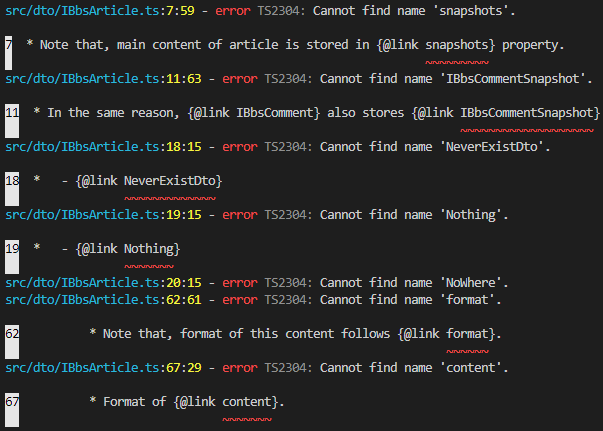 src/dto/IBbsArticle.ts:7:59 - error TS2304: Cannot find name 'snapshots'.
7  * Note that, main content of article is stored in {@link snapshots} property.
src/dto/IBbsArticle.ts:11:63 - error TS2304: Cannot find name 'IBbsCommentSnapshot'.
11  * In the same reason, {@link IBbsComment} also stores {@link IBbsCommentSnapshot}
src/dto/IBbsArticle.ts:18:15 - error TS2304: Cannot find name 'NeverExistDto'.
18  *   - {@link NeverExistDto}
src/dto/IBbsArticle.ts:19:15 - error TS2304: Cannot find name 'Nothing'.
19  *   - {@link Nothing}
src/dto/IBbsArticle.ts:20:15 - error TS2304: Cannot find name 'NoWhere'.
src/dto/IBbsArticle.ts:62:61 - error TS2304: Cannot find name 'format'.
62          * Note that, format of this content follows {@link format}.
src/dto/IBbsArticle.ts:67:29 - error TS2304: Cannot find name 'content'.
67          * Format of {@link content}.